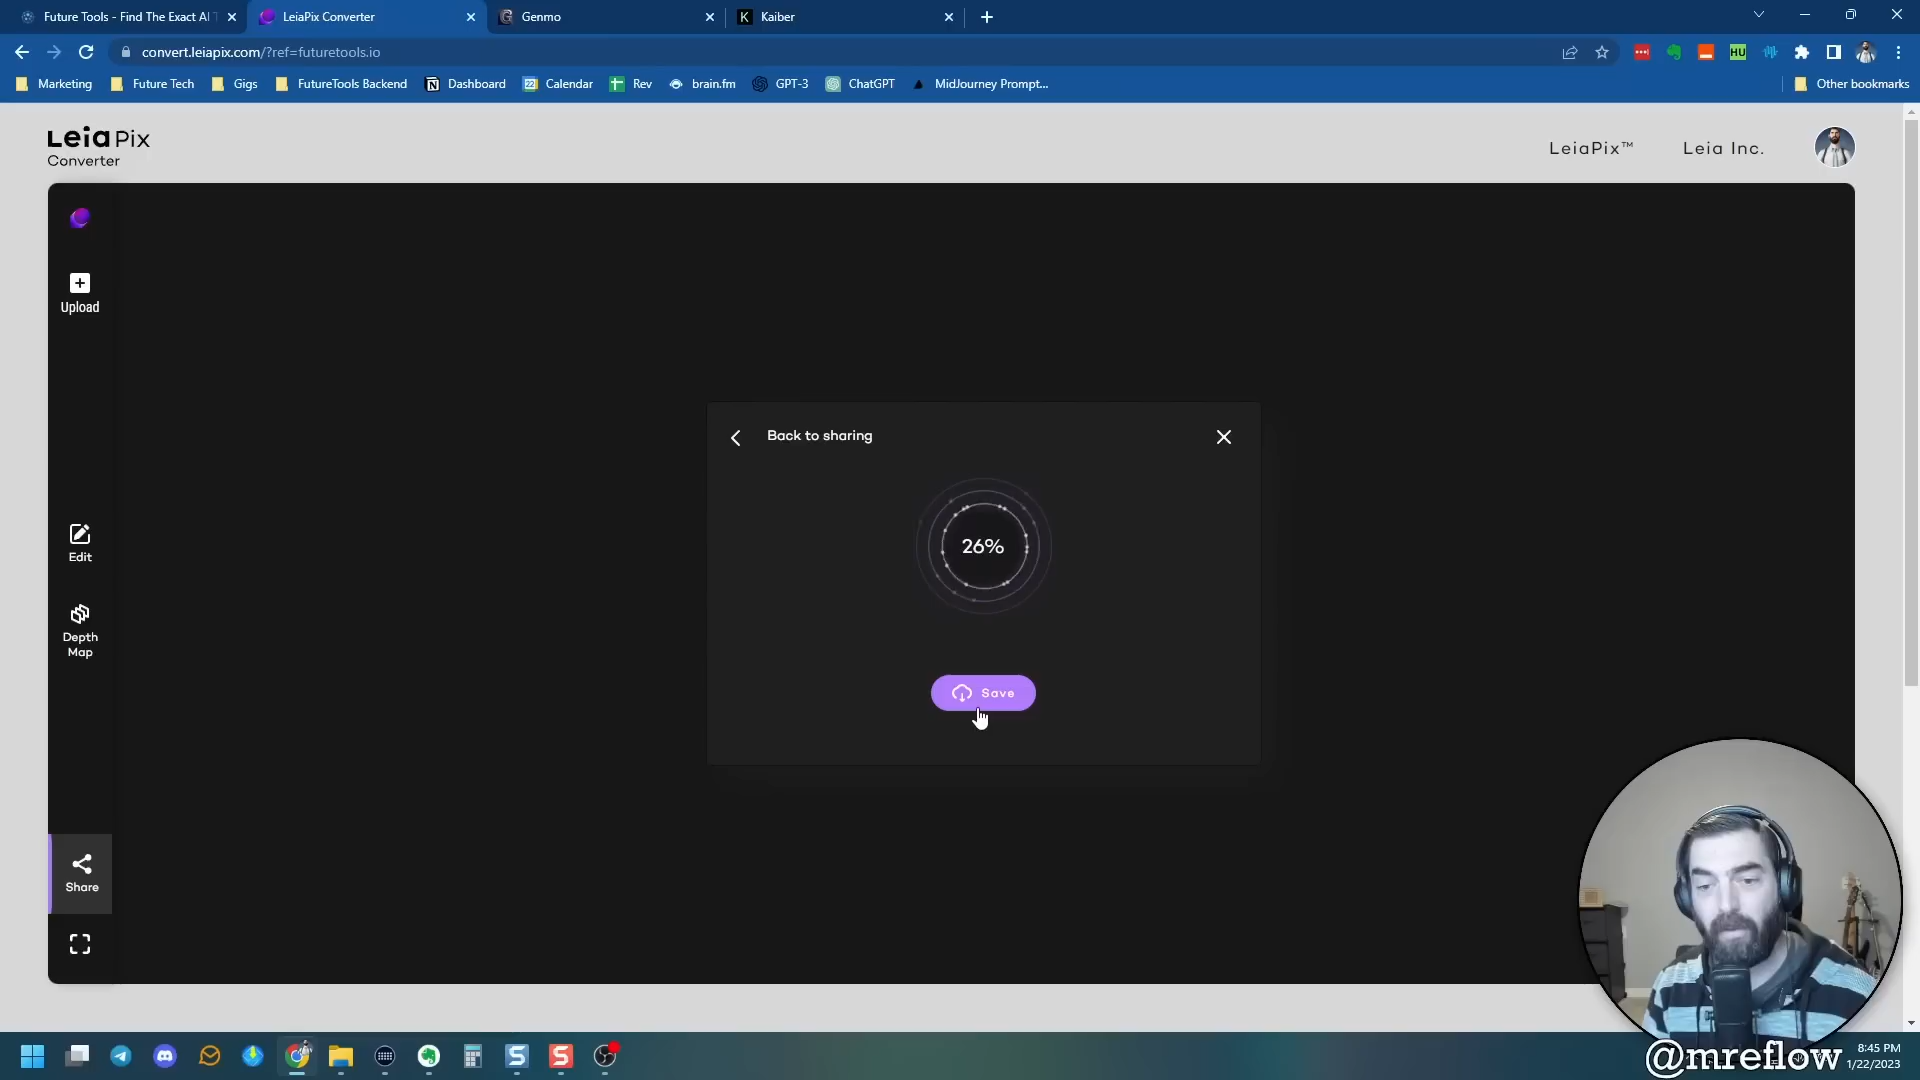 Future Tools - Find The Exact AI T
LeiaPix Converter
Genmo
Kaiber
convert.leiapix.com/?ref=futuretools.io
Marketing
Future Tech
Gigs
FutureTools Backend
Dashboard
Calendar
Rev
brain.fm
GPT-3
ChatGPT
MidJourney Prompt...
Other bookmarks
Leia Pix
Converter
LeiaPix™
Leia Inc.
Upload
Edit
Depth
Map
Share
Back to sharing
26%
Save
@mreflow
8:45 PM
1/22/2023